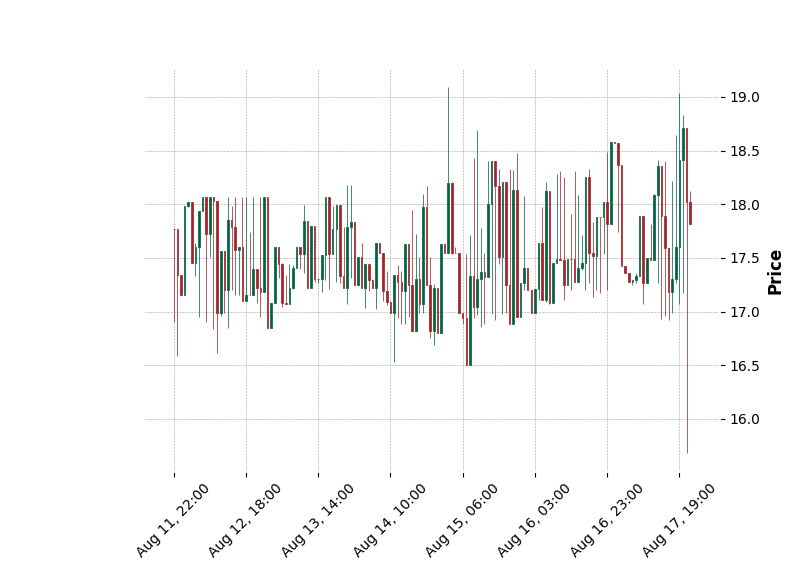 19.0
18.5
18.0
17.5
17.0
16.5
16.0
Price
Aug 11, 22:00
Aug 12, 18:00
Aug 13, 14:00
Aug 14, 10:00
Aug 15, 06:00
Aug 16, 03:00
Aug 16, 23:00
Aug 17, 19:00